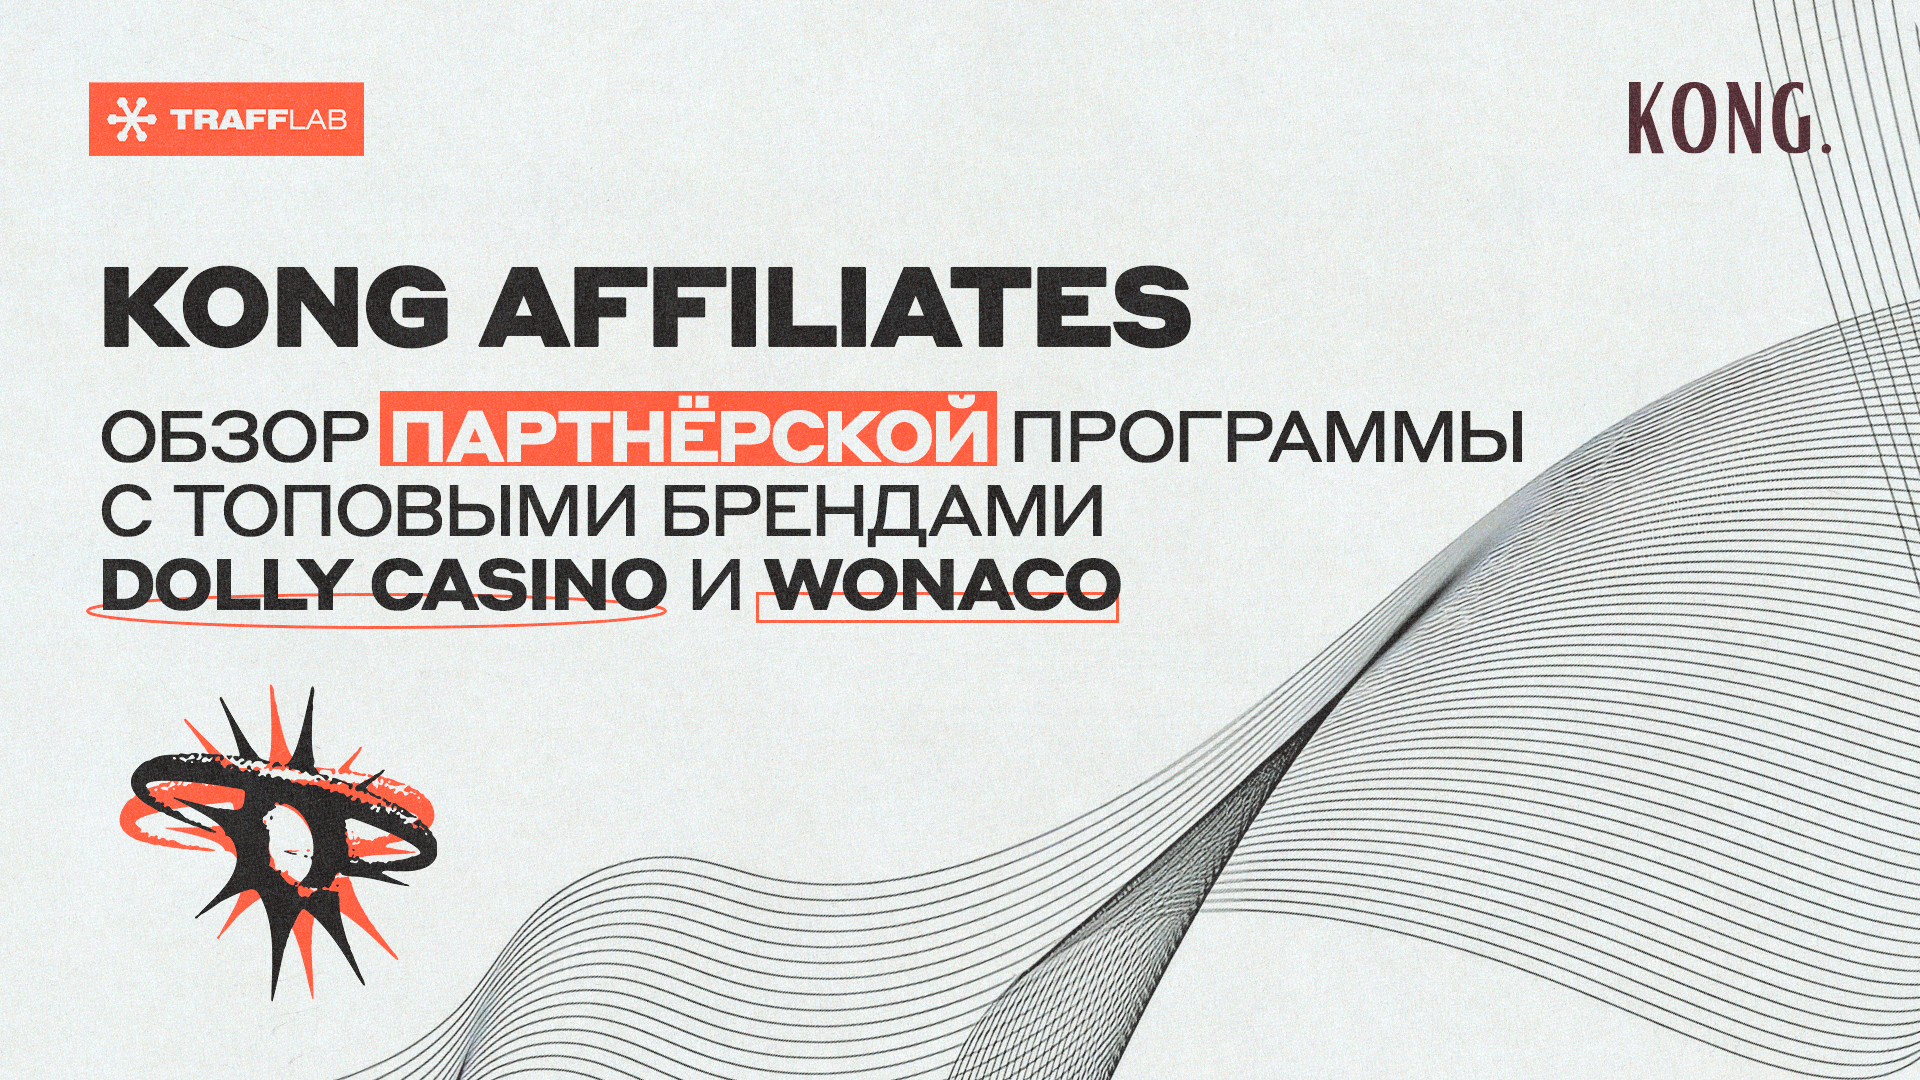 TRAFFLAB
KONG.
KONG AFFILIATES
ОБЗОР ПАРТНЁРСКОЙ ПРОГРАММЫ
С ТОПОВЫМИ БРЕНДАМИ
DOLLY CASINO И WONACO